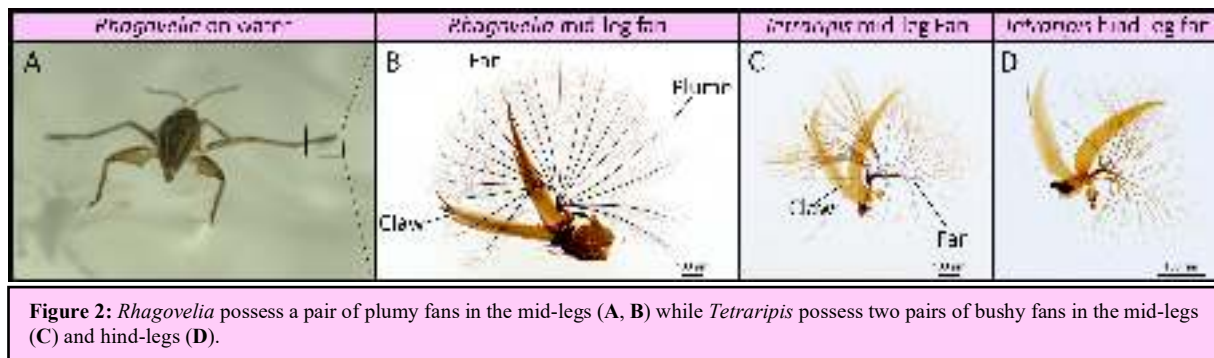 Rhagovelia on water
Rhagovelia mid-leg fan
Tetraripis mid-leg Fan
Tetraripis hind-leg fan
A
B
Fan
Plume
Claw
C
Claw
Fan
D
Figure 2: Rhagovelia possess a pair of plumy fans in the mid-legs (A, B) while Tetraripis possess two pairs of bushy fans in the mid-legs
(C) and hind-legs (D).